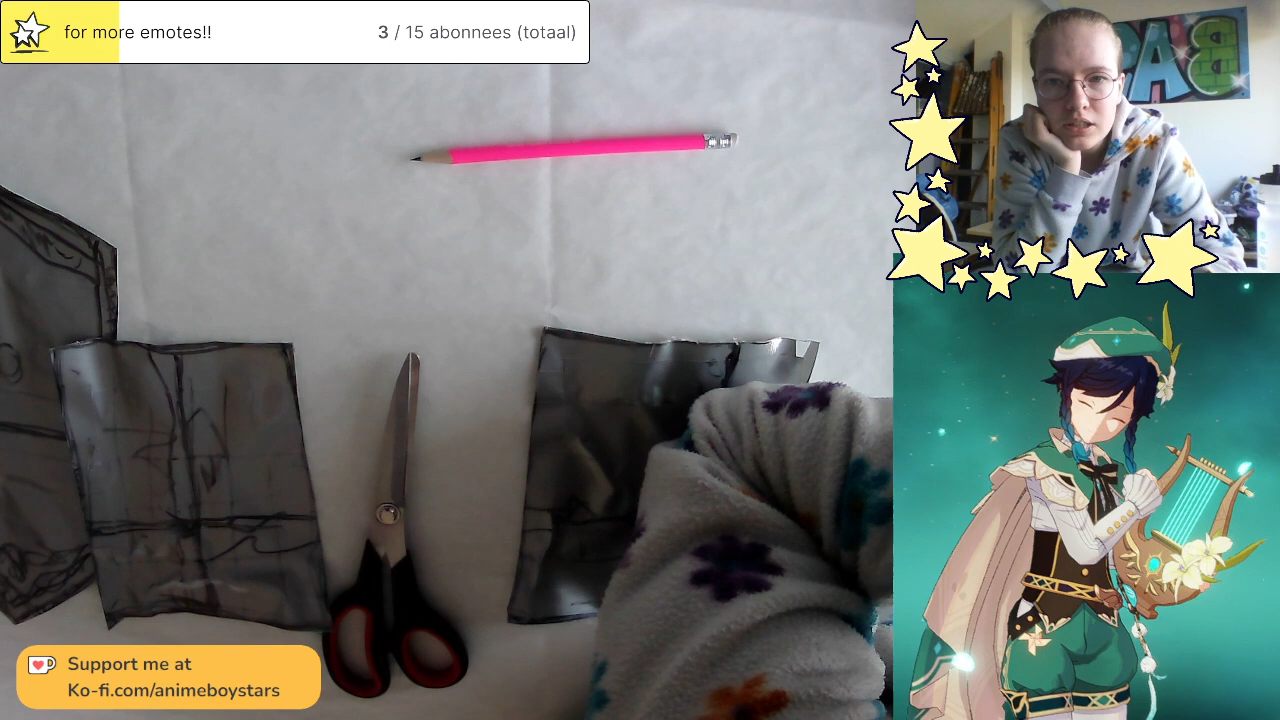 for more emotes!!
3 / 15 abonnees (totaal)
Support me at
Ko-fi.com/animeboystars